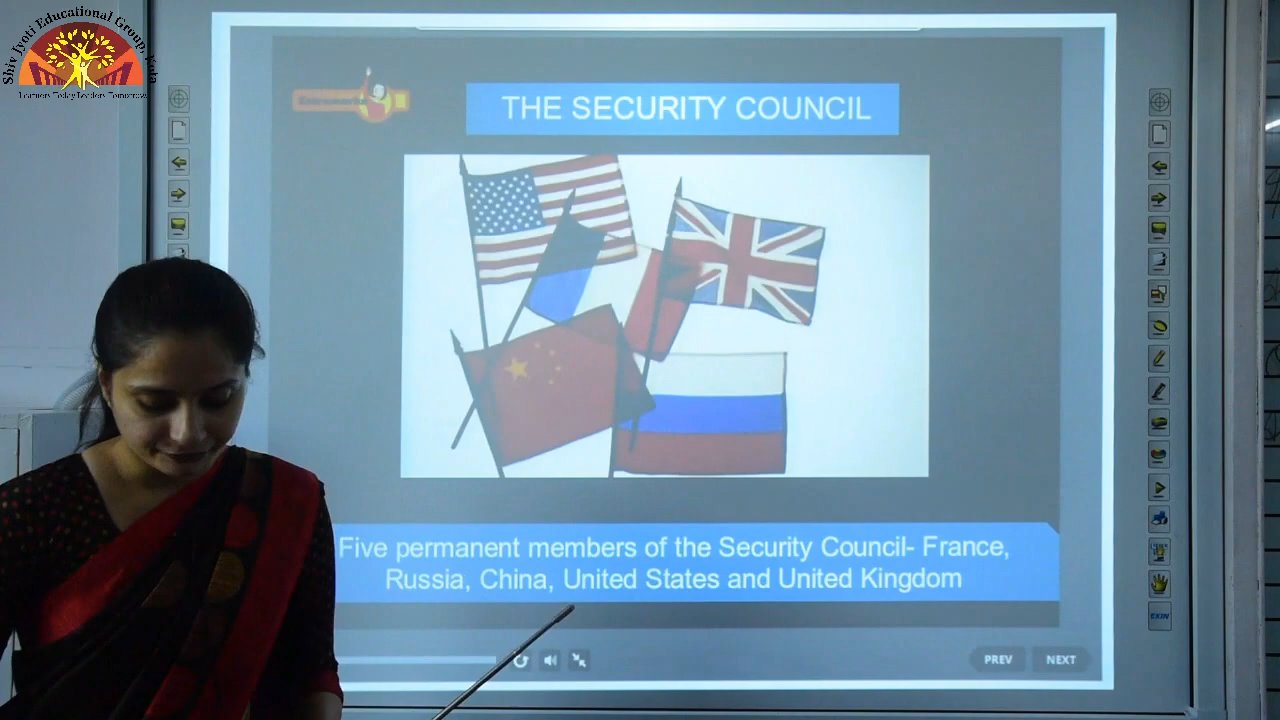 Shiv Jyoti Educational Group, Kota
Learners Today Leaders Tomorrow
Extramarks
THE SECURITY COUNCIL
Five permanent members of the Security Council- France,
Russia, China, United States and United Kingdom
PREV
NEXT